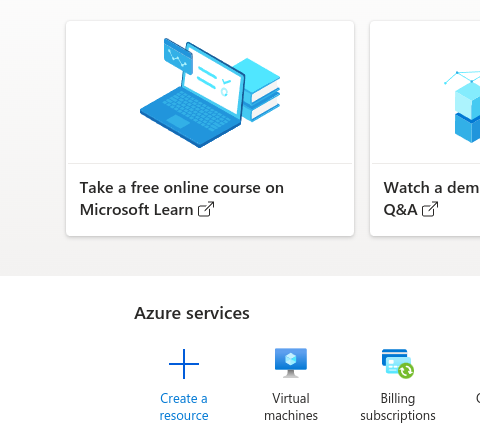 Take a free online course on
Microsoft Learn
Watch a dem
Q&A
Azure services
Create a
resource
Virtual
machines
Billing
subscriptions